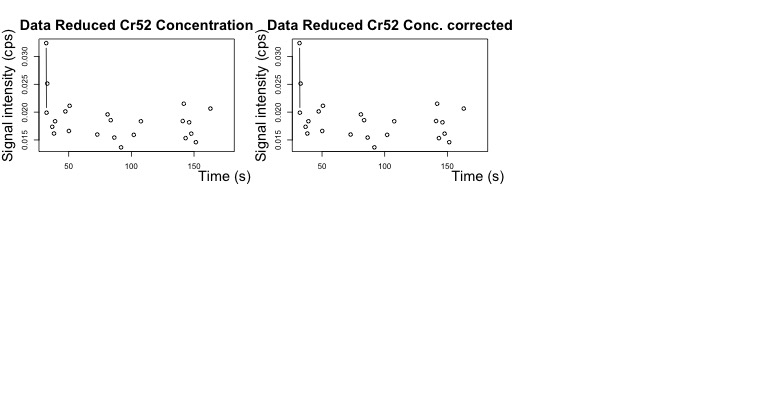 Data Reduced Cr52 Concentration
Signal intensity (cps)
0.015 0.020 0.025 0.030
50 100 150
Time (s)
Data Reduced Cr52 Conc. corrected
Signal intensity (cps)
0.015 0.020 0.025 0.030
50 100 150
Time (s)